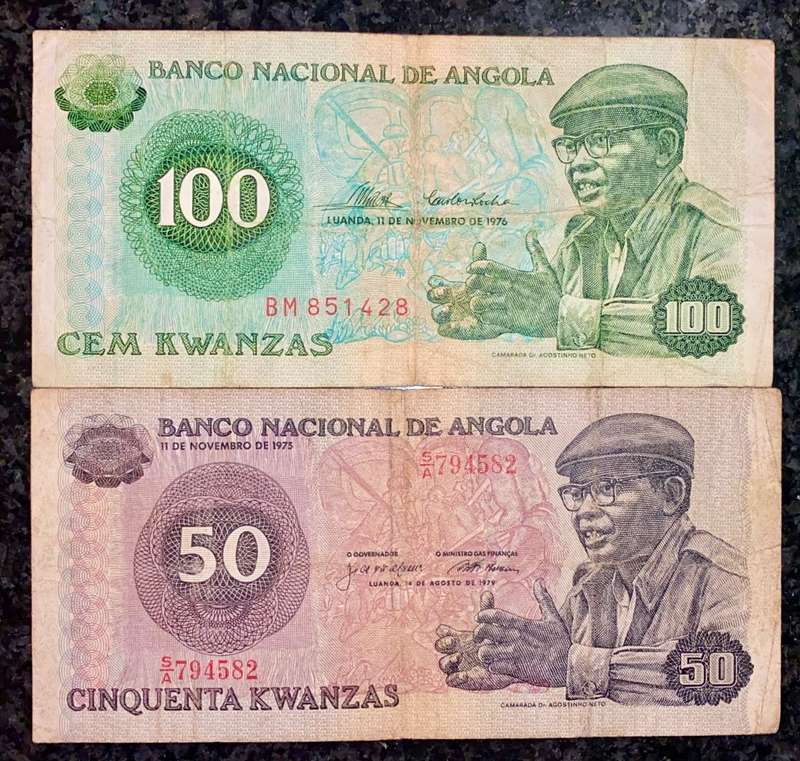 BANCO NACIONAL DE ANGOLA
100
LUANDA, 11 DE NOVEMBRO DE 1976
BM 851428
100
CEM KWANZAS
CAMARADA Dr. AGOSTINHO NETO
BANCO NACIONAL DE ANGOLA
11 DE NOVEMBRO DE 1975
S/A 794582
50
O GOVERNADOR O MINISTRO DAS FINANÇAS
LUANDA, 14 DE AGOSTO DE 1979
S/A 794582
50
CINQUENTA KWANZAS
CAMARADA Dr. AGOSTINHO NETO